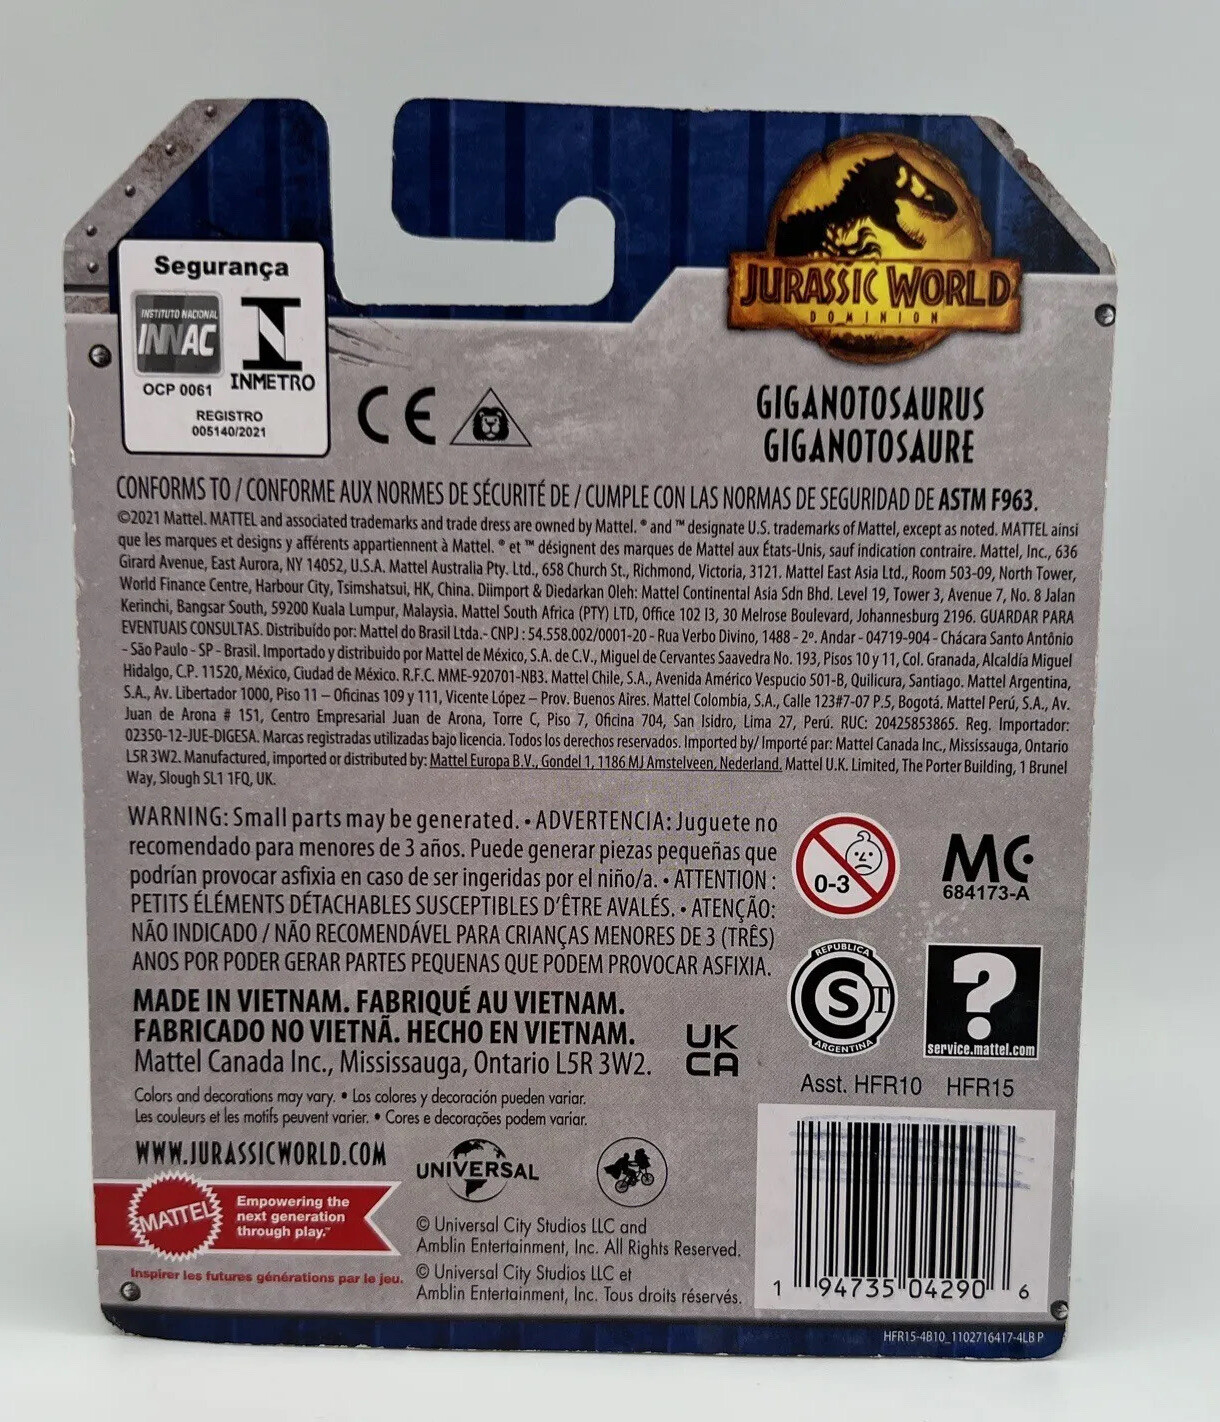 Segurança
INSTITUTO NACIONAL
INNAC
OCP 0061
INMETRO
REGISTRO
005140/2021
CE
JURASSIC WORLD
DOMINION
GIGANOTOSAURUS
GIGANOTOSAURE
CONFORMS TO / CONFORME AUX NORMES DE SÉCURITÉ DE / CUMPLE CON LAS NORMAS DE SEGURIDAD DE ASTM F963.
©2021 Mattel. MATTEL and associated trademarks and trade dress are owned by Mattel. ® and ™ designate U.S. trademarks of Mattel, except as noted. MATTEL ainsi
que les marques et designs y afférents appartiennent à Mattel. ® et ™ désignent des marques de Mattel aux États-Unis, sauf indication contraire. Mattel, Inc., 636
Girard Avenue, East Aurora, NY 14052, U.S.A. Mattel Australia Pty. Ltd., 658 Church St., Richmond, Victoria, 3121. Mattel East Asia Ltd., Room 503-09, North Tower,
World Finance Centre, Harbour City, Tsimshatsui, HK, China. Diimport & Diedarkan Oleh: Mattel Continental Asia Sdn Bhd. Level 19, Tower 3, Avenue 7, No. 8 Jalan
Kerinchi, Bangsar South, 59200 Kuala Lumpur, Malaysia. Mattel South Africa (PTY) LTD, Office 102 I3, 30 Melrose Boulevard, Johannesburg 2196. GUARDAR PARA
EVENTUAIS CONSULTAS. Distribuído por: Mattel do Brasil Ltda.- CNPJ : 54.558.002/0001-20 - Rua Verbo Divino, 1488 - 2º. Andar - 04719-904 - Chácara Santo Antônio
- São Paulo - SP - Brasil. Importado y distribuido por Mattel de México, S.A. de C.V., Miguel de Cervantes Saavedra No. 193, Pisos 10 y 11, Col. Granada, Alcaldía Miguel
Hidalgo, C.P. 11520, México, Ciudad de México. R.F.C. MME-920701-NB3. Mattel Chile, S.A., Avenida Américo Vespucio 501-B, Quilicura, Santiago. Mattel Argentina,
S.A., Av. Libertador 1000, Piso 11 – Oficinas 109 y 111, Vicente López – Prov. Buenos Aires. Mattel Colombia, S.A., Calle 123#7-07 P.5, Bogotá. Mattel Perú, S.A., Av.
Juan de Arona # 151, Centro Empresarial Juan de Arona, Torre C, Piso 7, Oficina 704, San Isidro, Lima 27, Perú. RUC: 20425853865. Reg. Importador:
02350-12-JUE-DIGESA. Marcas registradas utilizadas bajo licencia. Todos los derechos reservados. Imported by/ Importé par: Mattel Canada Inc., Mississauga, Ontario
L5R 3W2. Manufactured, imported or distributed by: Mattel Europa B.V., Gondel 1, 1186 MJ Amstelveen, Nederland. Mattel U.K. Limited, The Porter Building, 1 Brunel
Way, Slough SL1 1FQ, UK.
WARNING: Small parts may be generated. • ADVERTENCIA: Juguete no
recomendado para menores de 3 años. Puede generar piezas pequeñas que
podrían provocar asfixia en caso de ser ingeridas por el niño/a. • ATTENTION :
PETITS ÉLÉMENTS DÉTACHABLES SUSCEPTIBLES D'ÊTRE AVALÉS. • ATENÇÃO:
NÃO INDICADO / NÃO RECOMENDÁVEL PARA CRIANÇAS MENORES DE 3 (TRÊS)
ANOS POR PODER GERAR PARTES PEQUENAS QUE PODEM PROVOCAR ASFIXIA.
0-3
MC
684173-A
MADE IN VIETNAM. FABRIQUÉ AU VIETNAM.
FABRICADO NO VIETNÃ. HECHO EN VIETNAM.
Mattel Canada Inc., Mississauga, Ontario L5R 3W2.
UK
CA
REPUBLICA
S T
ARGENTINA
?
service.mattel.com
Asst. HFR10 HFR15
Colors and decorations may vary. • Los colores y decoración pueden variar.
Les couleurs et les motifs peuvent varier. • Cores e decorações podem variar.
WWW.JURASSICWORLD.COM
UNIVERSAL
MATTEL
Empowering the
next generation
through play.™
Inspirer les futures générations par le jeu.
© Universal City Studios LLC and
Amblin Entertainment, Inc. All Rights Reserved.
© Universal City Studios LLC et
Amblin Entertainment, Inc. Tous droits réservés.
1 94735 04290 6
HFR15-4B10_1102716417-4LB P